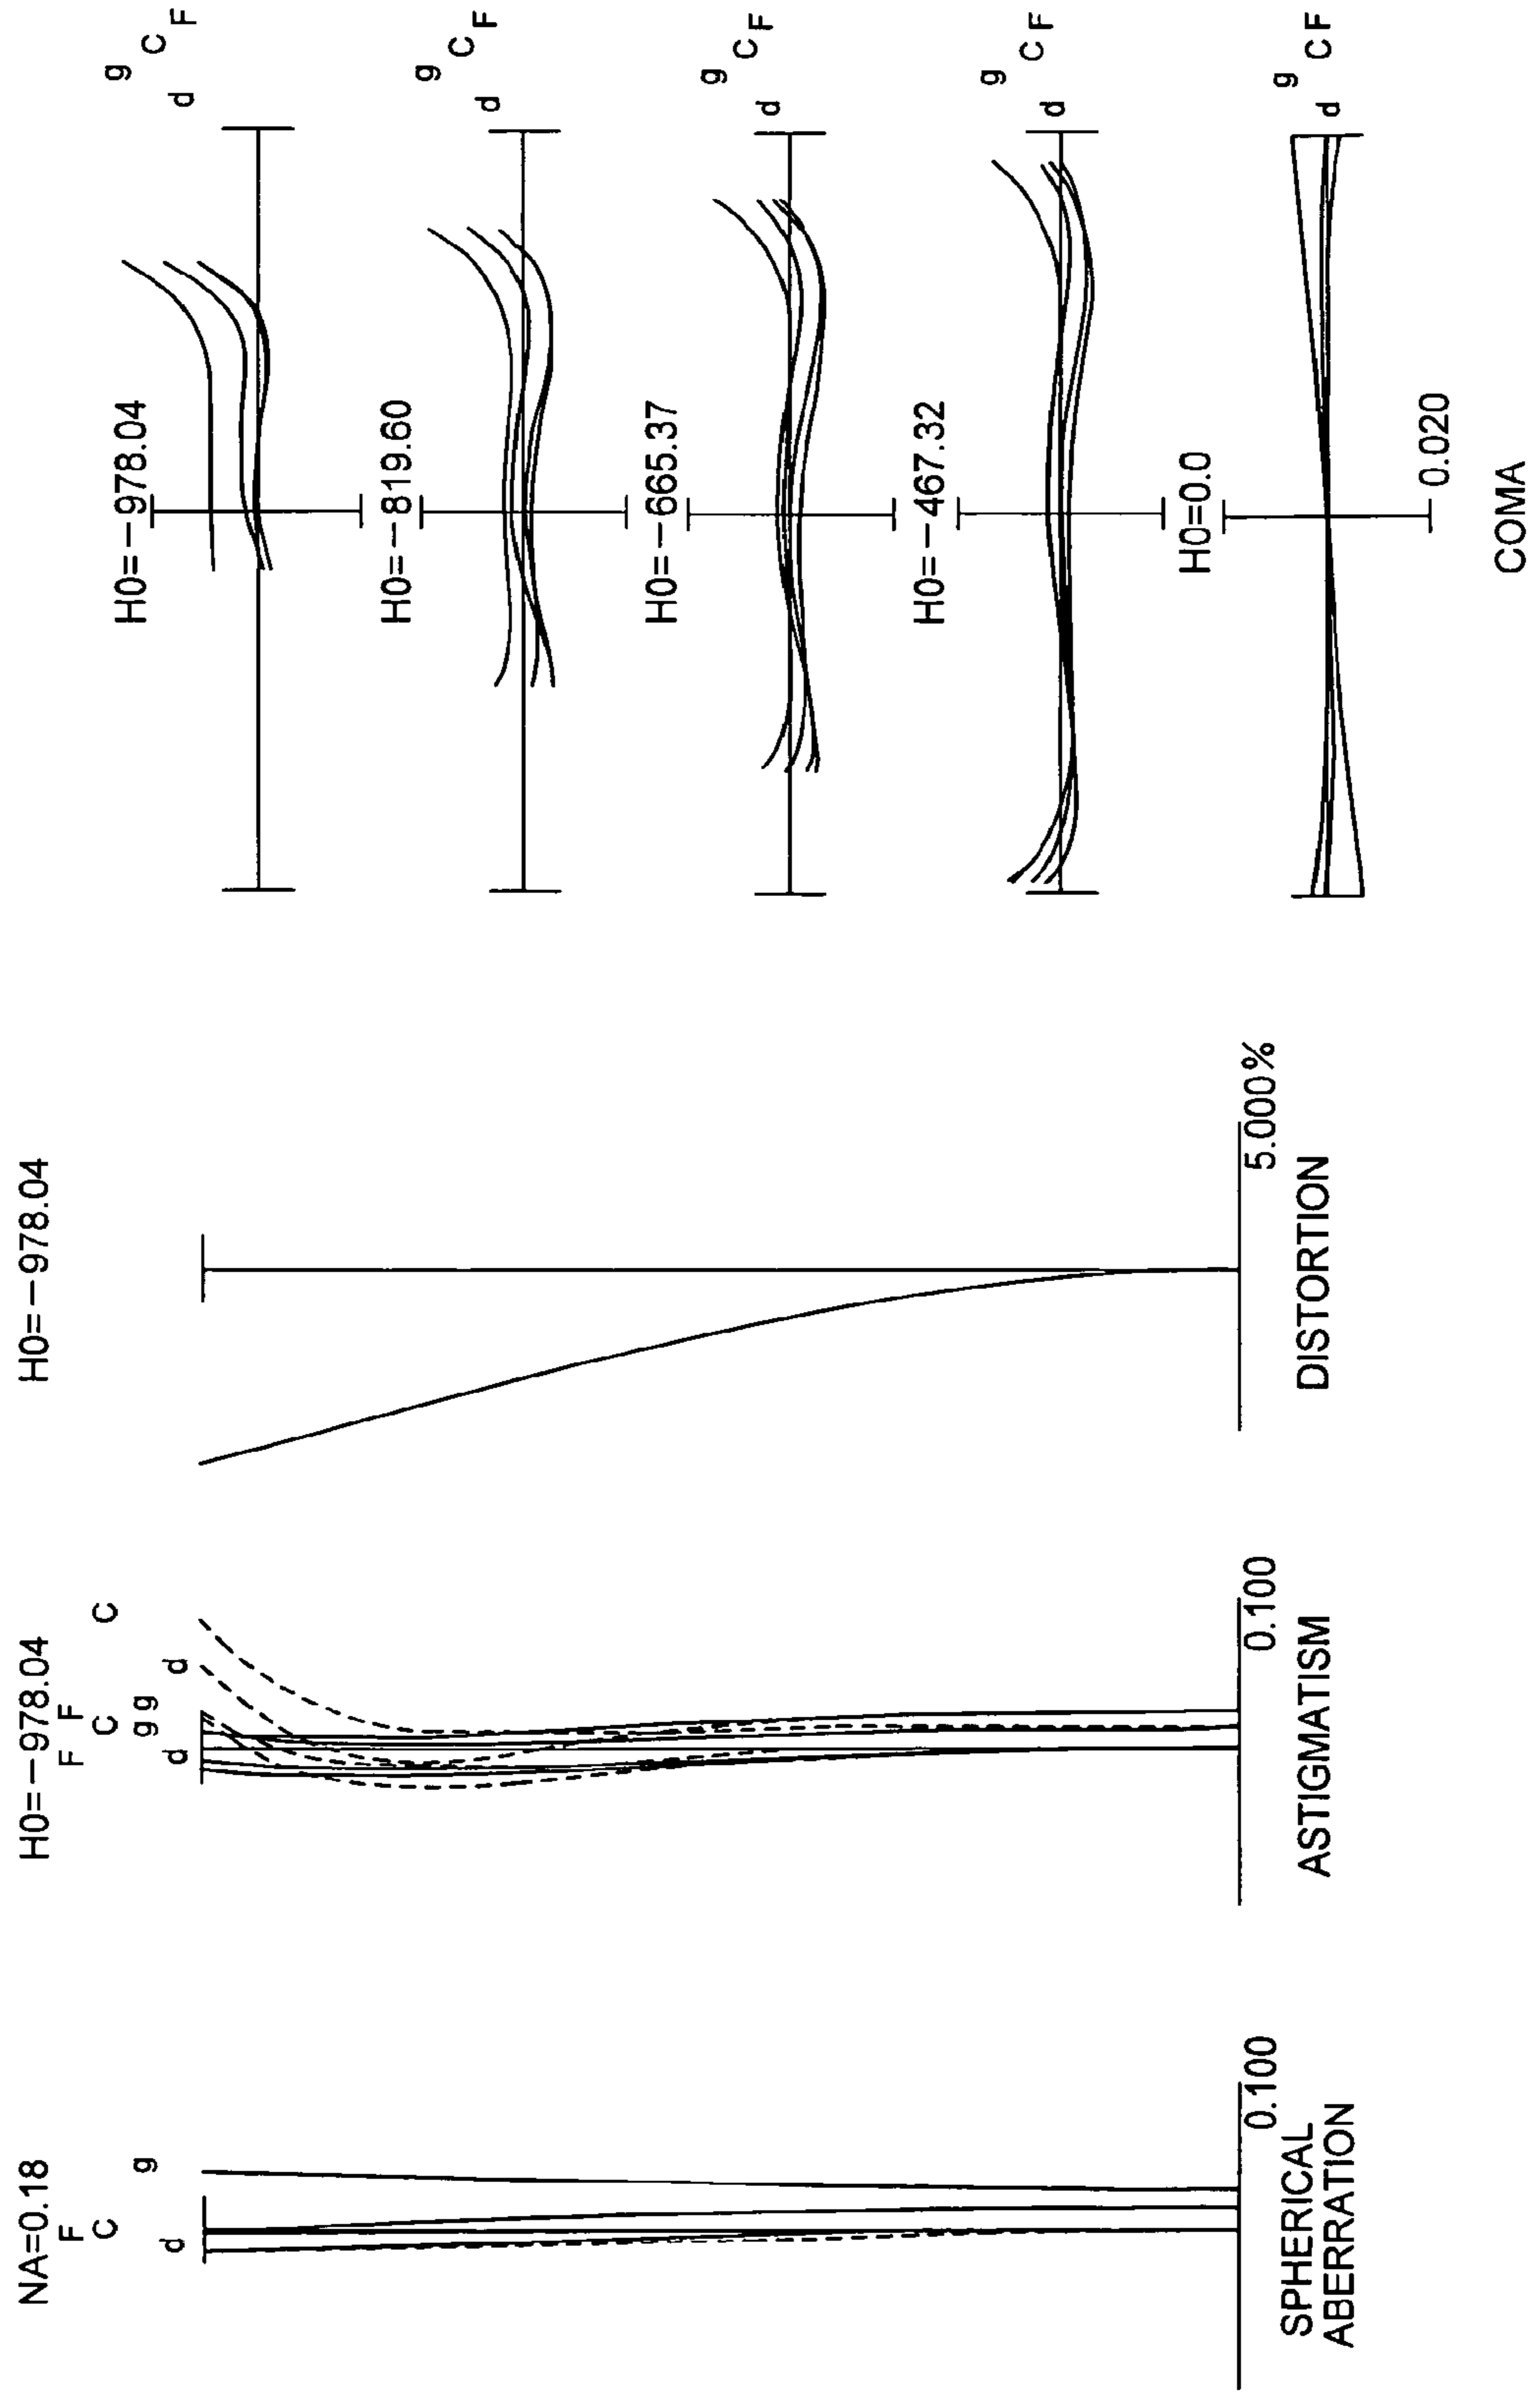 NA=0.18
F
C
g
d
0.100
SPHERICAL
ABERRATION
H0=-978.04
F F
C C
g g
d d
0.100
ASTIGMATISM
H0=-978.04
5.000%
DISTORTION
H0=-978.04
g
C
F
d
H0=-819.60
g
C
F
d
H0=-665.37
g
C
F
d
H0=-467.32
g
C
F
d
H0=0.0
g
C
F
d
0.020
COMA